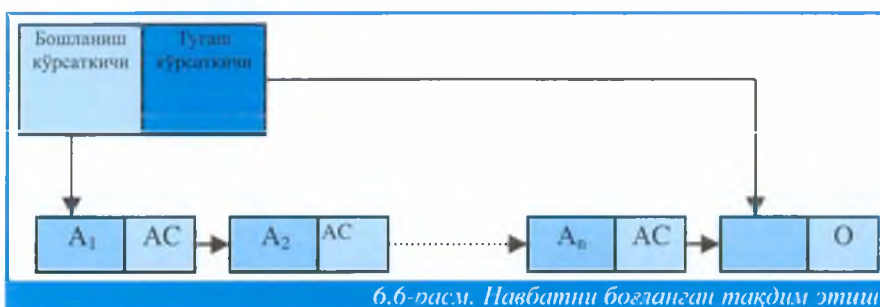 Бошланиш Тугаш
кўрсаткичи кўрсаткичи
A₁ AC A₂ AC Aₙ AC O
6.6-расм. Навбатни боғланган тақдим этиш